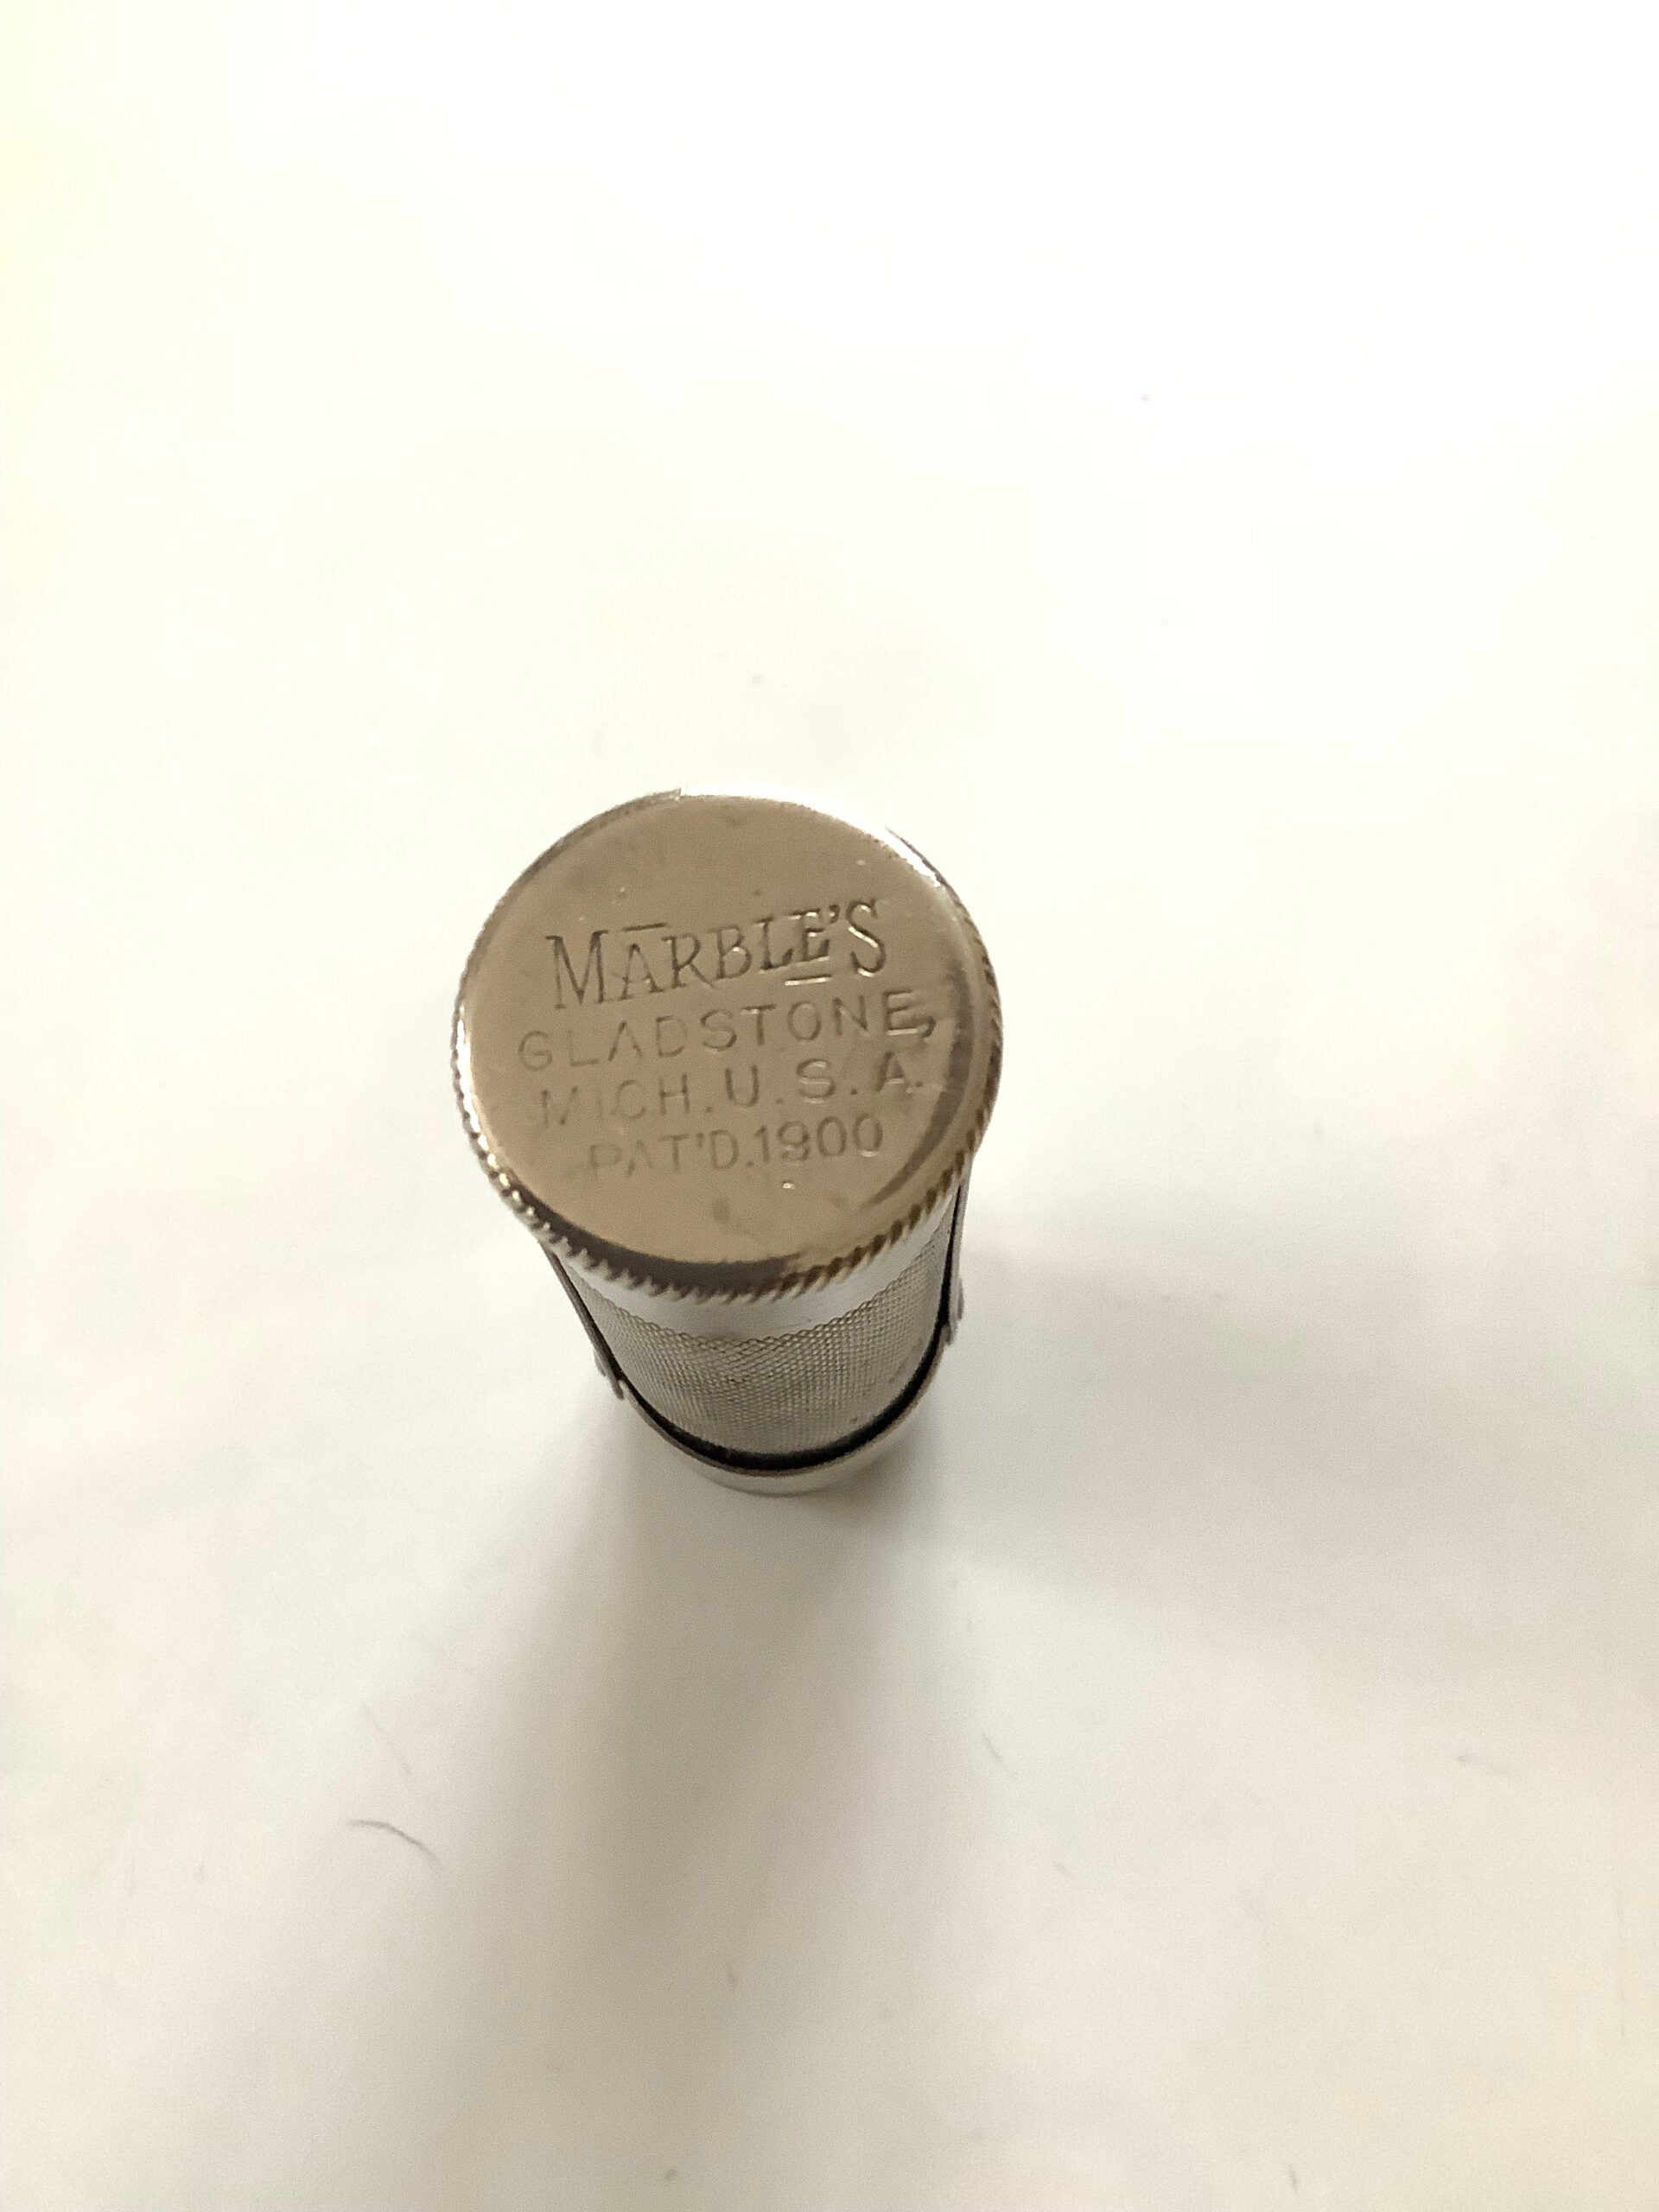 MARBLE'S
GLADSTONE,
MICH. U.S.A.
PAT'D.1900